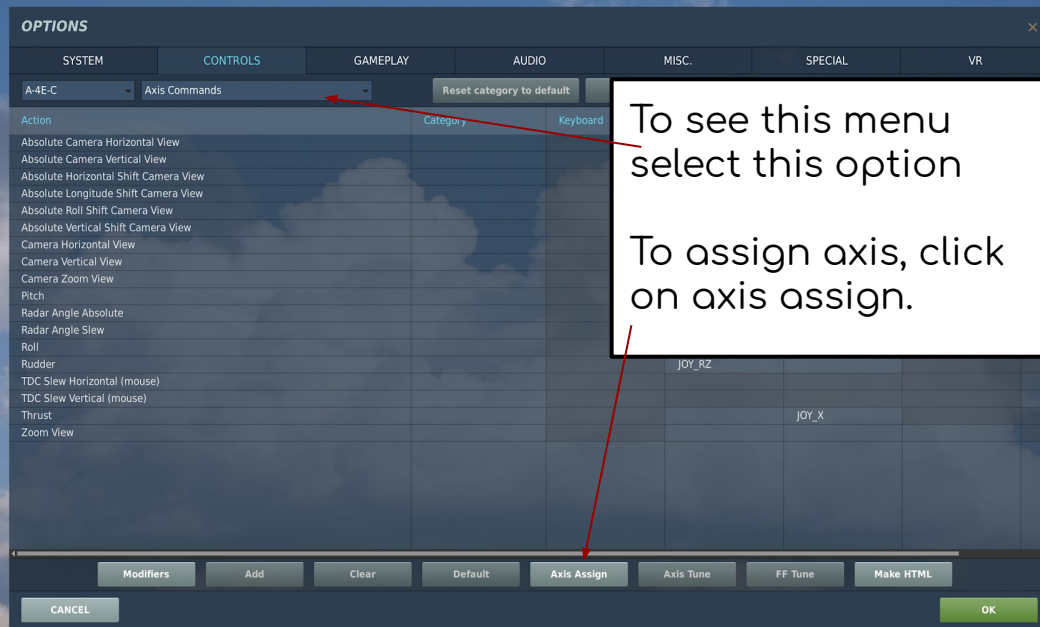 OPTIONS
×
SYSTEM CONTROLS GAMEPLAY AUDIO MISC. SPECIAL VR
A-4E-C Axis Commands Reset category to default
Action Category Keyboard
Absolute Camera Horizontal View
Absolute Camera Vertical View
Absolute Horizontal Shift Camera View
Absolute Longitude Shift Camera View
Absolute Roll Shift Camera View
Absolute Vertical Shift Camera View
Camera Horizontal View
Camera Vertical View
Camera Zoom View
Pitch
Radar Angle Absolute
Radar Angle Slew
Roll
Rudder JOY_RZ
TDC Slew Horizontal (mouse)
TDC Slew Vertical (mouse)
Thrust JOY_X
Zoom View
To see this menu
select this option
To assign axis, click
on axis assign.
Modifiers Add Clear Default Axis Assign Axis Tune FF Tune Make HTML
CANCEL OK